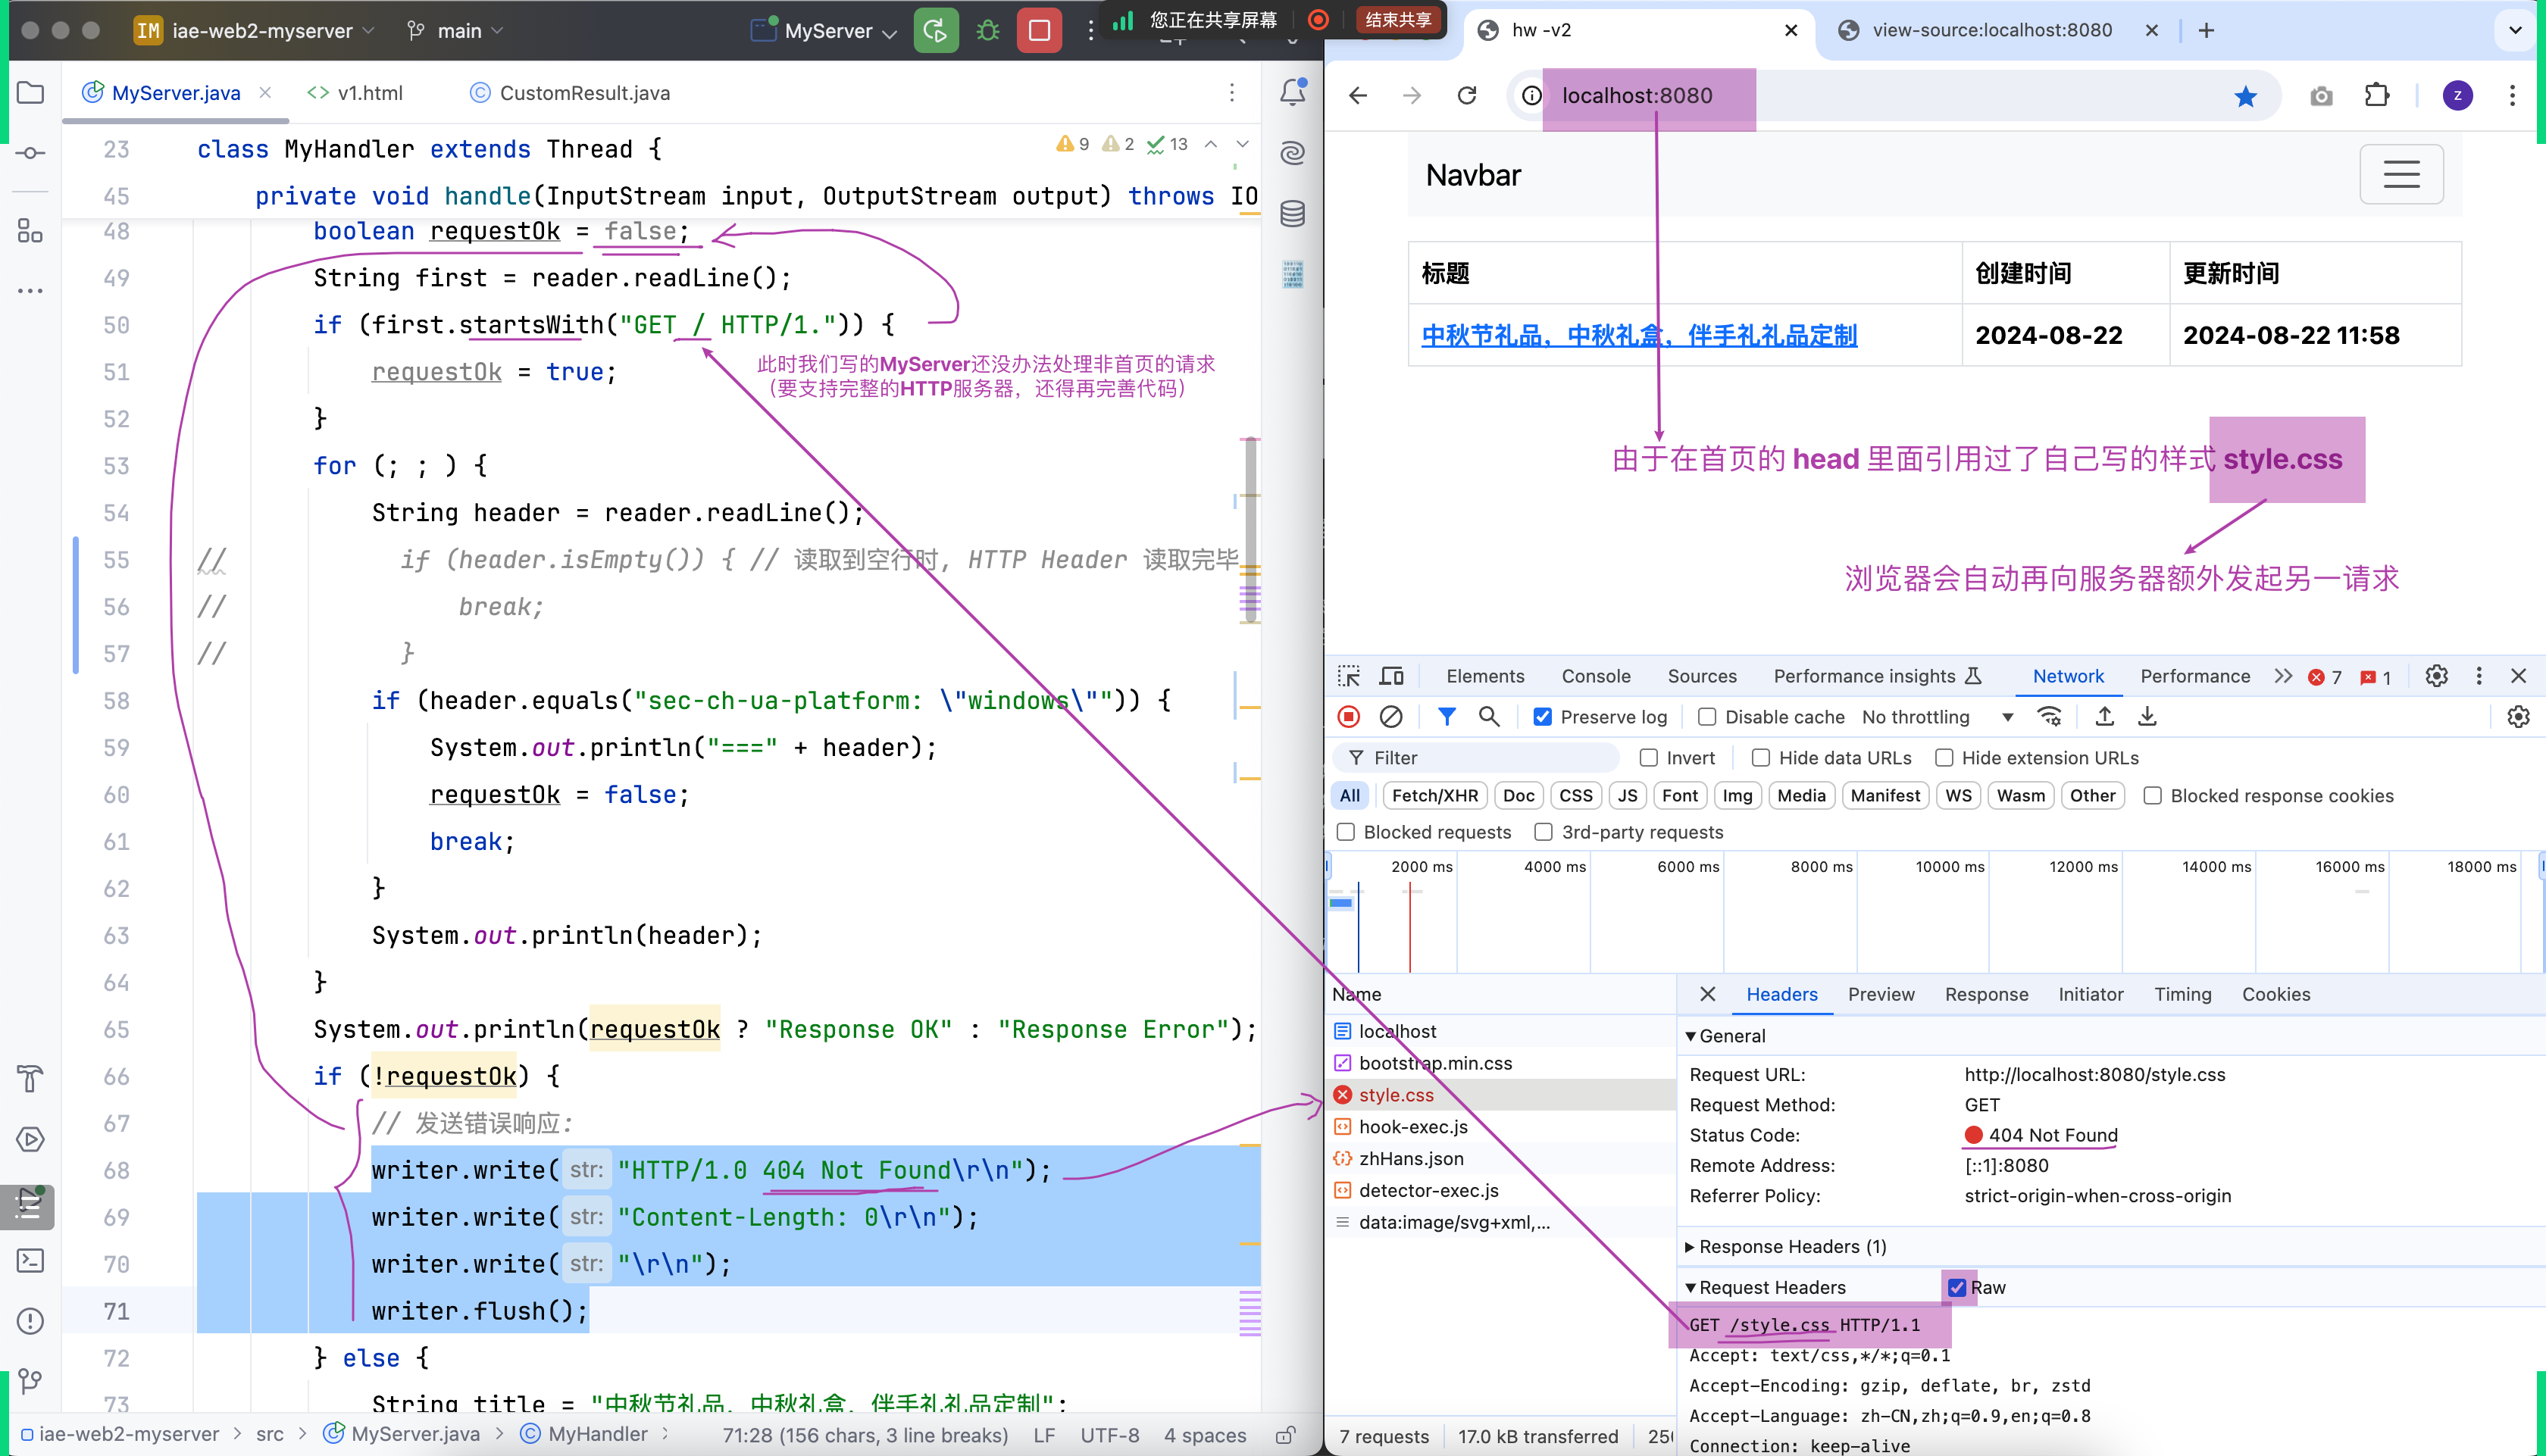 IM iae-web2-myserver
main
MyServer
您正在共享屏幕
结束共享
MyServer.java
v1.html
CustomResult.java
9 2 13
23 class MyHandler extends Thread {
45 private void handle(InputStream input, OutputStream output) throws IO
48 boolean requestOk = false;
49 String first = reader.readLine();
50 if (first.startsWith("GET / HTTP/1.")) {
51 requestOk = true;
此时我们写的MyServer还没办法处理非首页的请求
（要支持完整的HTTP服务器，还得再完善代码）
52 }
53 for (; ; ) {
54 String header = reader.readLine();
55 // if (header.isEmpty()) { // 读取到空行时, HTTP Header 读取完毕
56 // break;
57 // }
58 if (header.equals("sec-ch-ua-platform: \"windows\"")) {
59 System.out.println("===" + header);
60 requestOk = false;
61 break;
62 }
63 System.out.println(header);
64 }
65 System.out.println(requestOk ? "Response OK" : "Response Error");
66 if (!requestOk) {
67 // 发送错误响应:
68 writer.write( str: "HTTP/1.0 404 Not Found\r\n");
69 writer.write( str: "Content-Length: 0\r\n");
70 writer.write( str: "\r\n");
71 writer.flush();
72 } else {
73 String title = "中秋节礼品, 中秋礼盒, 伴手礼礼品定制";
iae-web2-myserver > src > MyServer.java > MyHandler >
71:28 (156 chars, 3 line breaks) LF UTF-8 4 spaces
hw -v2
view-source:localhost:8080
localhost:8080
z
Navbar
标题 创建时间 更新时间
中秋节礼品，中秋礼盒，伴手礼礼品定制 2024-08-22 2024-08-22 11:58
由于在首页的 head 里面引用过了自己写的样式 style.css
浏览器会自动再向服务器额外发起另一请求
Elements Console Sources Performance insights Network Performance 7 1
Preserve log Disable cache No throttling
Filter Invert Hide data URLs Hide extension URLs
All Fetch/XHR Doc CSS JS Font Img Media Manifest WS Wasm Other Blocked response cookies
Blocked requests 3rd-party requests
2000 ms 4000 ms 6000 ms 8000 ms 10000 ms 12000 ms 14000 ms 16000 ms 18000 ms
Name
localhost
bootstrap.min.css
style.css
hook-exec.js
zhHans.json
detector-exec.js
data:image/svg+xml,...
7 requests 17.0 kB transferred
Headers Preview Response Initiator Timing Cookies
General
Request URL: http://localhost:8080/style.css
Request Method: GET
Status Code: 404 Not Found
Remote Address: [::1]:8080
Referrer Policy: strict-origin-when-cross-origin
Response Headers (1)
Request Headers Raw
GET /style.css HTTP/1.1
Accept: text/css,*/*;q=0.1
Accept-Encoding: gzip, deflate, br, zstd
Accept-Language: zh-CN,zh;q=0.9,en;q=0.8
Connection: keep-alive